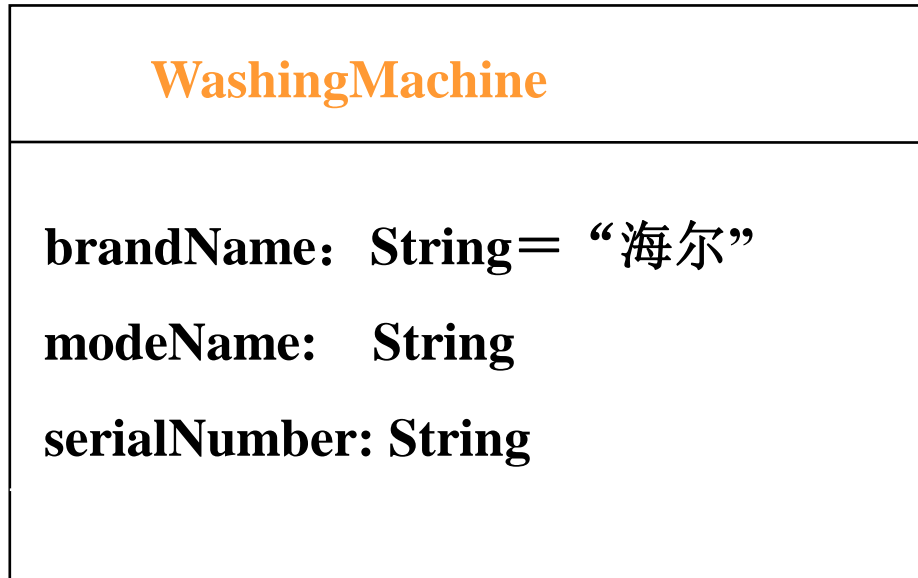 WashingMachine
brandName：String＝“海尔”
modeName: String
serialNumber: String